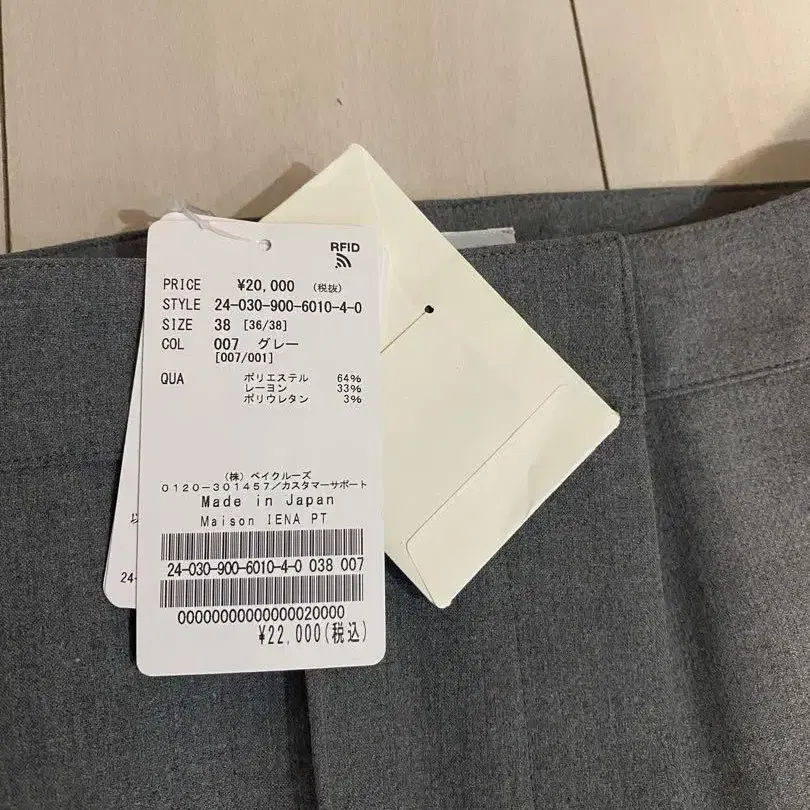 RFID
PRICE ¥20,000 (税抜)
STYLE 24-030-900-6010-4-0
SIZE 38 [36/38]
COL 007 グレー
[007/001]
QUA ポリエステル 64%
レーヨン 33%
ポリウレタン 3%
(株) ベイクルーズ
0120-301457/カスタマーサポート
Made in Japan
Maison IENA PT
24-030-900-6010-4-0 038 007
00000000000000020000
¥22,000(税込)
以
24-